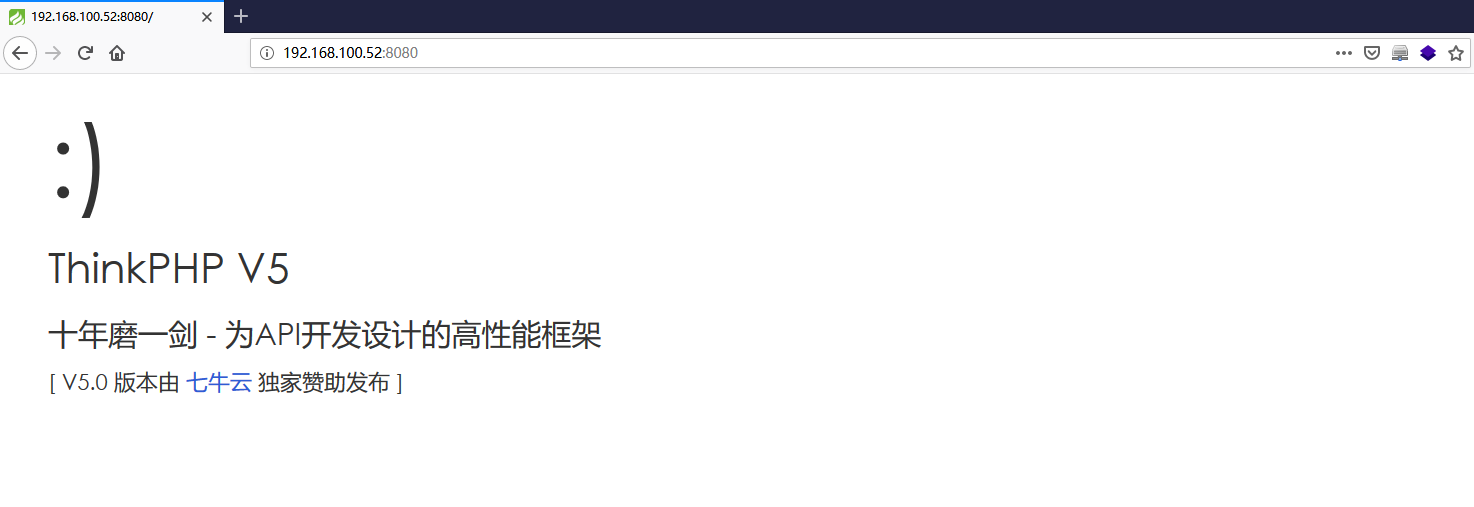 192.168.100.52:8080/
192.168.100.52:8080
:)
ThinkPHP V5
十年磨一剑 - 为API开发设计的高性能框架
[ V5.0 版本由 七牛云 独家赞助发布 ]